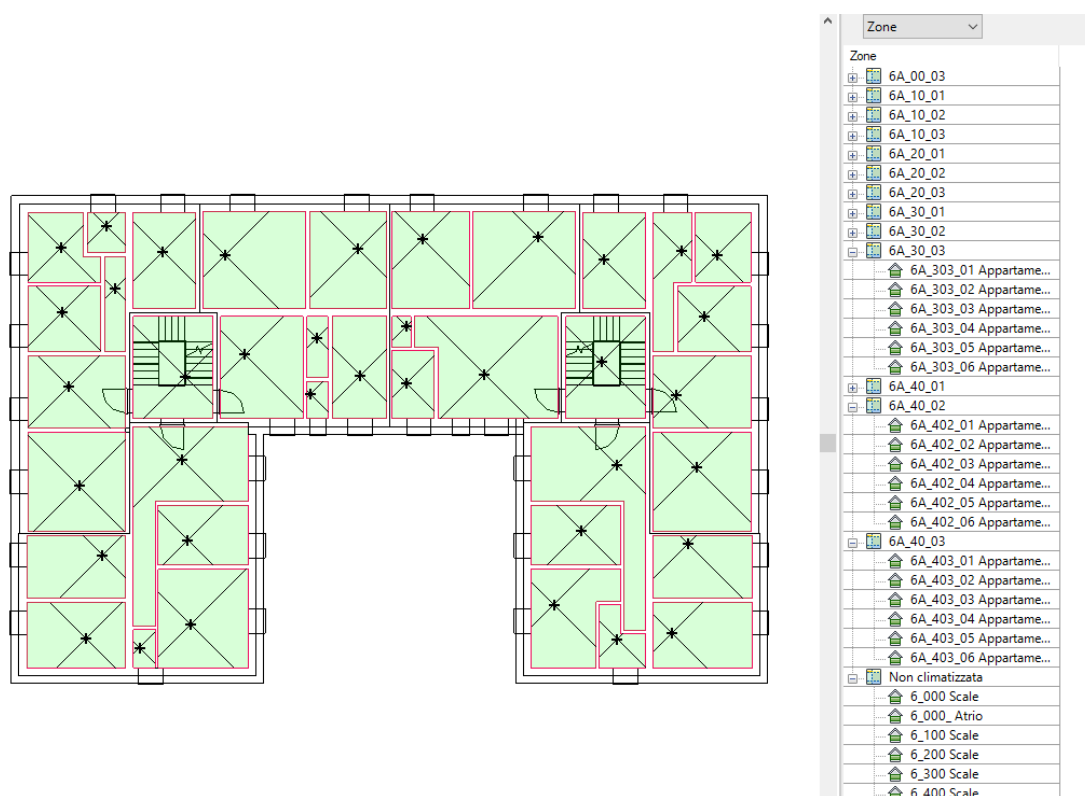 Zone
Zone
6A_00_03
6A_10_01
6A_10_02
6A_10_03
6A_20_01
6A_20_02
6A_20_03
6A_30_01
6A_30_02
6A_30_03
6A_303_01 Appartame...
6A_303_02 Appartame...
6A_303_03 Appartame...
6A_303_04 Appartame...
6A_303_05 Appartame...
6A_303_06 Appartame...
6A_40_01
6A_40_02
6A_402_01 Appartame...
6A_402_02 Appartame...
6A_402_03 Appartame...
6A_402_04 Appartame...
6A_402_05 Appartame...
6A_402_06 Appartame...
6A_40_03
6A_403_01 Appartame...
6A_403_02 Appartame...
6A_403_03 Appartame...
6A_403_04 Appartame...
6A_403_05 Appartame...
6A_403_06 Appartame...
Non climatizzata
6_000 Scale
6_000_ Atrio
6_100 Scale
6_200 Scale
6_300 Scale
6_400 Scale